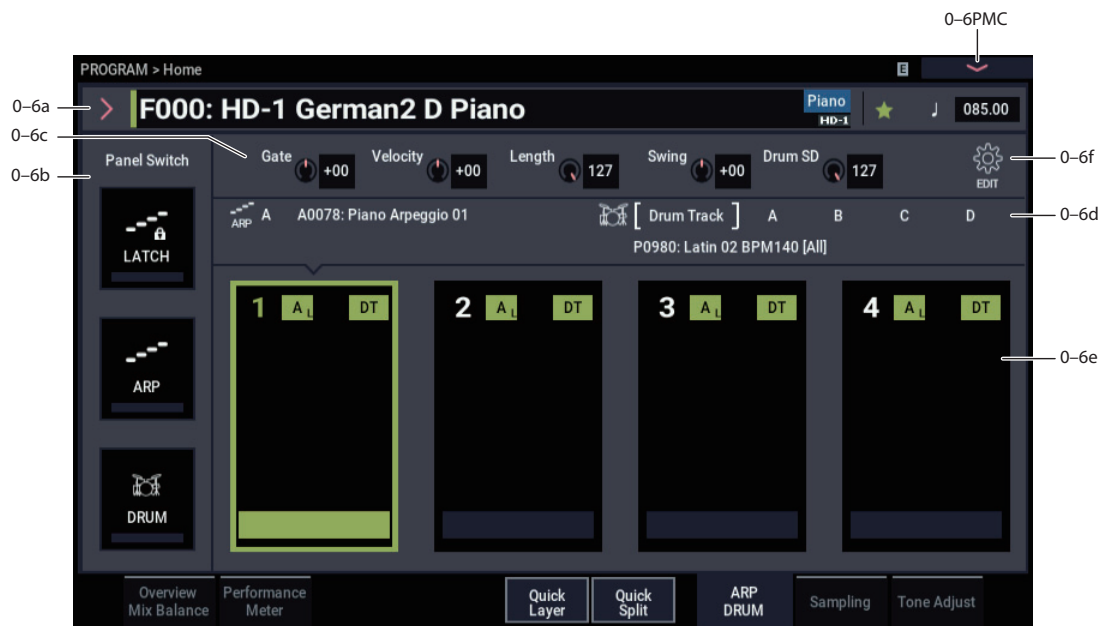 0–6PMC
PROGRAM > Home
E
0–6a
F000: HD-1 German2 D Piano
Piano
HD-1
085.00
0–6c
0–6b
Panel Switch
Gate +00
Velocity +00
Length 127
Swing +00
Drum SD 127
EDIT
0–6f
ARP A A0078: Piano Arpeggio 01
[ Drum Track ] A B C D
0–6d
P0980: Latin 02 BPM140 [All]
LATCH
1 A L DT
2 A L DT
3 A L DT
4 A L DT
0–6e
ARP
DRUM
Overview
Mix Balance
Performance
Meter
Quick
Layer
Quick
Split
ARP
DRUM
Sampling
Tone Adjust